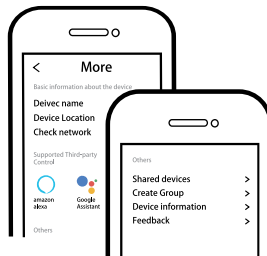 < More
Basic information about the device
Deivec name
Device Location
Check network
Supported Third-party
Control
amazon
alexa
Google
Assistant
Others
Others
Shared devices >
Create Group >
Device information >
Feedback >